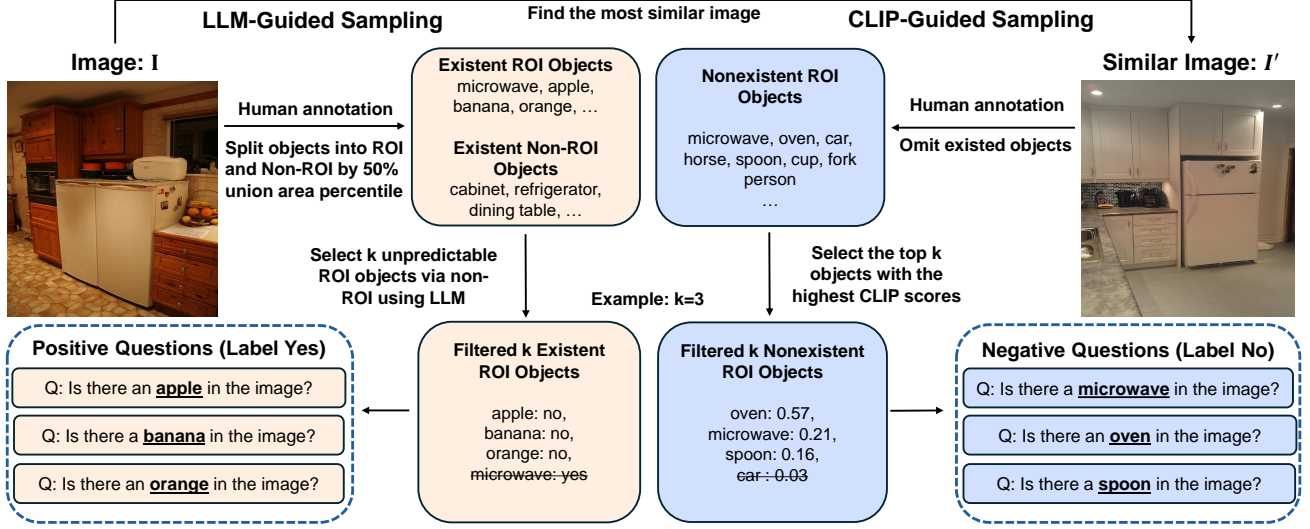 LLM-Guided Sampling
Find the most similar image
CLIP-Guided Sampling
Image: I
Similar Image: I′
Human annotation
Split objects into ROI
and Non-ROI by 50%
union area percentile
Existent ROI Objects
microwave, apple,
banana, orange, …
Existent Non-ROI
Objects
cabinet, refrigerator,
dining table, …
Nonexistent ROI
Objects
microwave, oven, car,
horse, spoon, cup, fork
person
…
Human annotation
Omit existed objects
Select k unpredictable
ROI objects via non-
ROI using LLM
Example: k=3
Select the top k
objects with the
highest CLIP scores
Positive Questions (Label Yes)
Q: Is there an apple in the image?
Q: Is there a banana in the image?
Q: Is there an orange in the image?
Filtered k Existent
ROI Objects
apple: no,
banana: no,
orange: no,
microwave: yes
Filtered k Nonexistent
ROI Objects
oven: 0.57,
microwave: 0.21,
spoon: 0.16,
car : 0.03
Negative Questions (Label No)
Q: Is there a microwave in the image?
Q: Is there an oven in the image?
Q: Is there a spoon in the image?